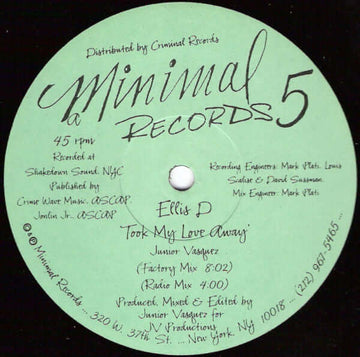 Distributed by Criminal Records
a Minimal
RECORDS 5
45 rpm
Recorded at
Shakedown Sound, NYC
Published by
Crime Wave Music, ASCAP
Jonlin Jr., ASCAP
Recording Engineers: Mark Plati, Louis
Scalise & David Sussman
Mix Engineer: Mark Plati
Ellis D
"Took My Love Away"
Junior Vasquez
(Factory Mix 8:02)
(Radio Mix 4:00)
Produced, Mixed & Edited by
Junior Vasquez for
JV Productions
© & ℗ Minimal Records ... 320 W. 37th St. ... New York, NY 10018 ... (212) 967-5465 ...